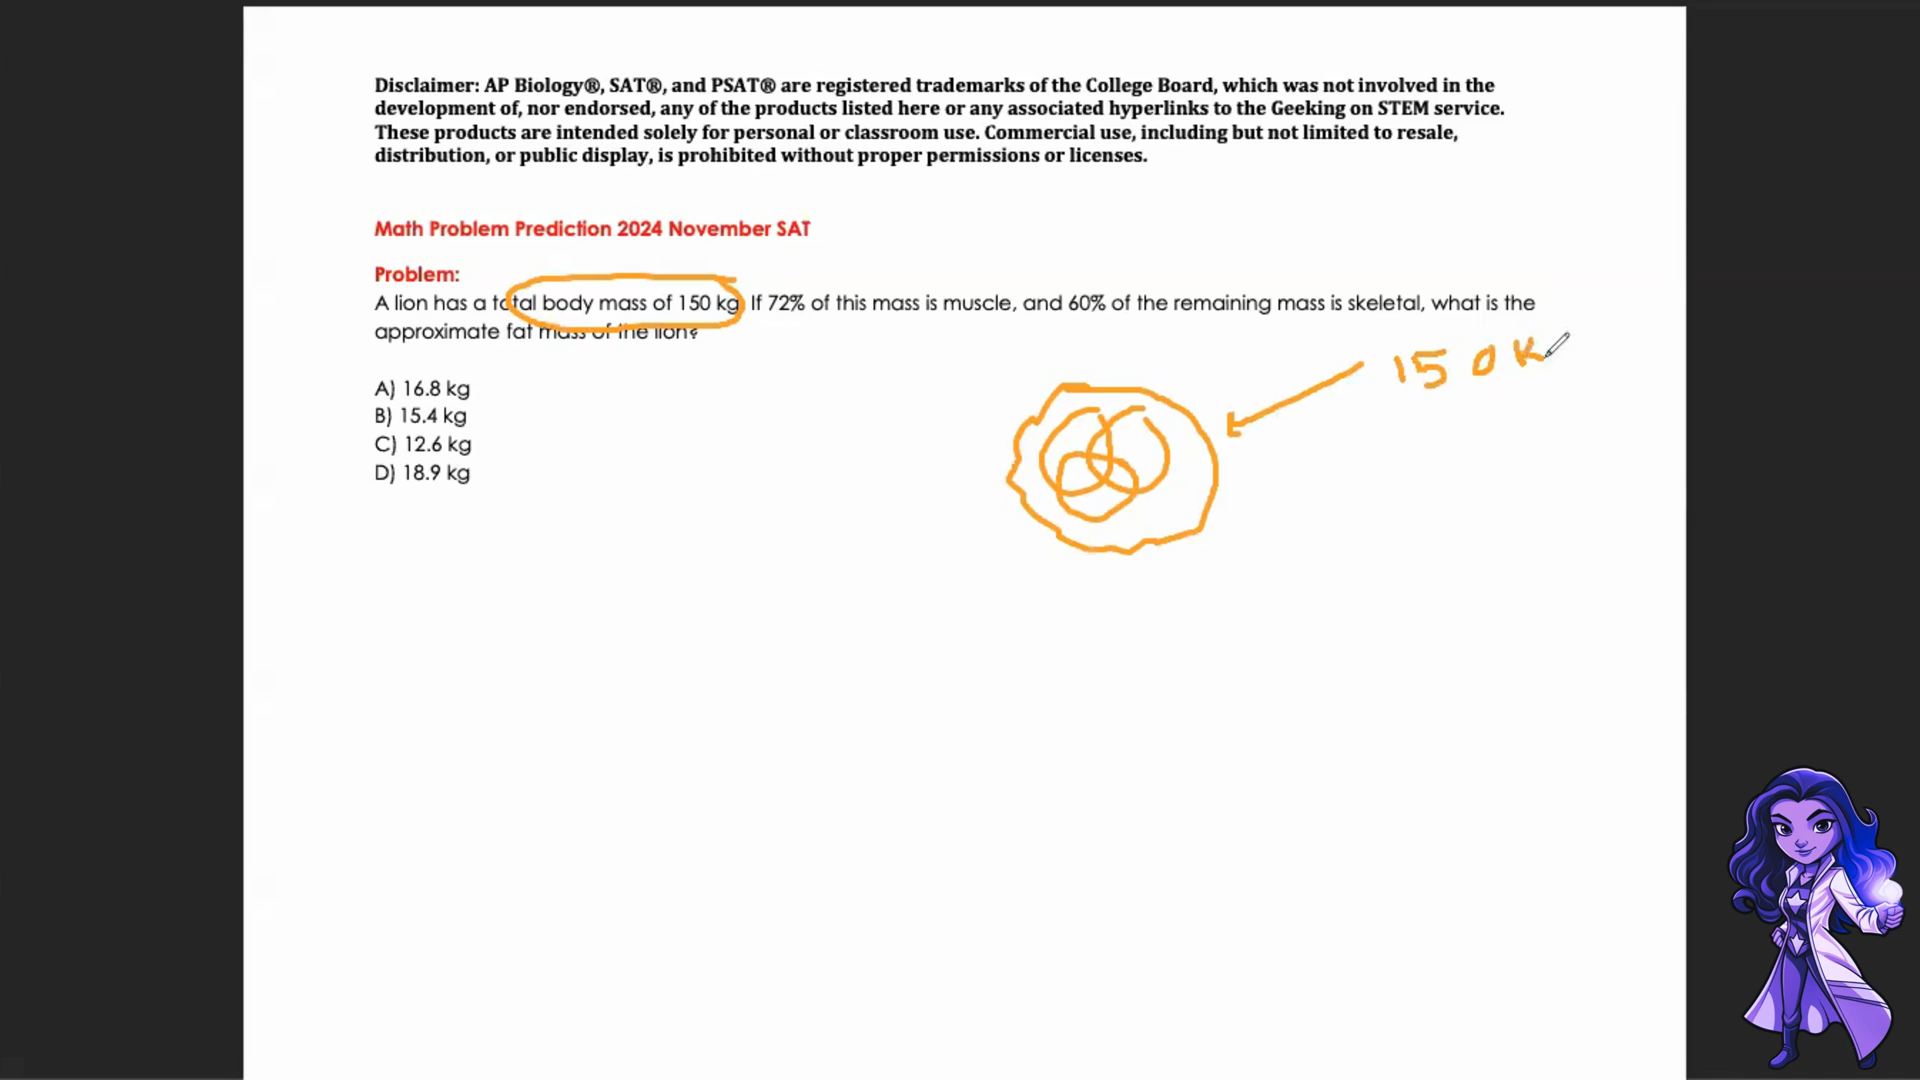 Disclaimer: AP Biology®, SAT®, and PSAT® are registered trademarks of the College Board, which was not involved in the
development of, nor endorsed, any of the products listed here or any associated hyperlinks to the Geeking on STEM service.
These products are intended solely for personal or classroom use. Commercial use, including but not limited to resale,
distribution, or public display, is prohibited without proper permissions or licenses.
Math Problem Prediction 2024 November SAT
Problem:
A lion has a total body mass of 150 kg. If 72% of this mass is muscle, and 60% of the remaining mass is skeletal, what is the
approximate fat mass of the lion?
150 K
A) 16.8 kg
B) 15.4 kg
C) 12.6 kg
D) 18.9 kg